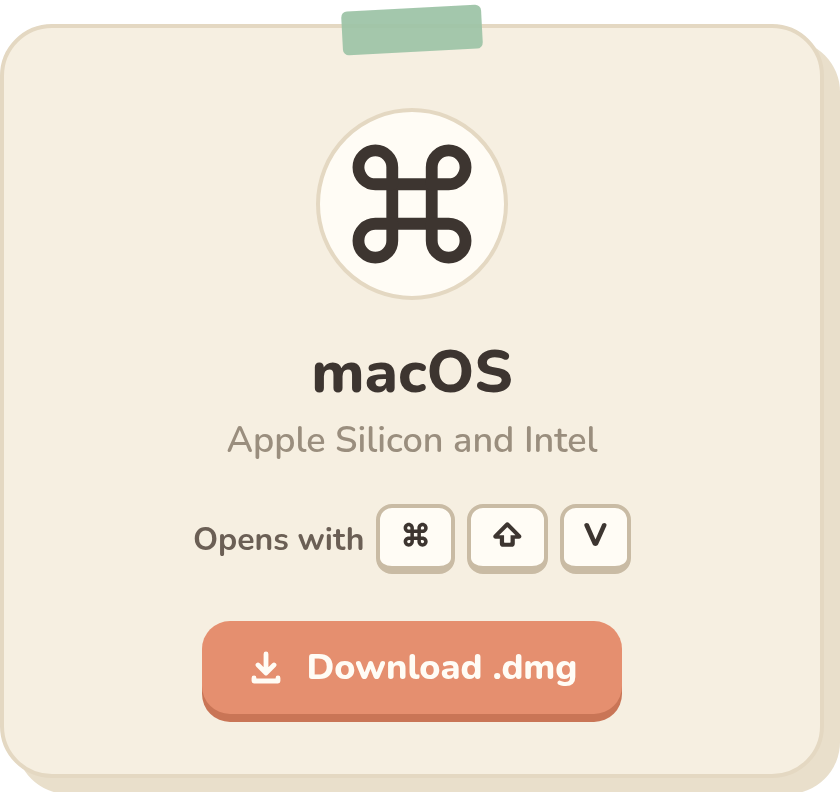 macOS
Apple Silicon and Intel
Opens with ⌘ ⇧ V
Download .dmg